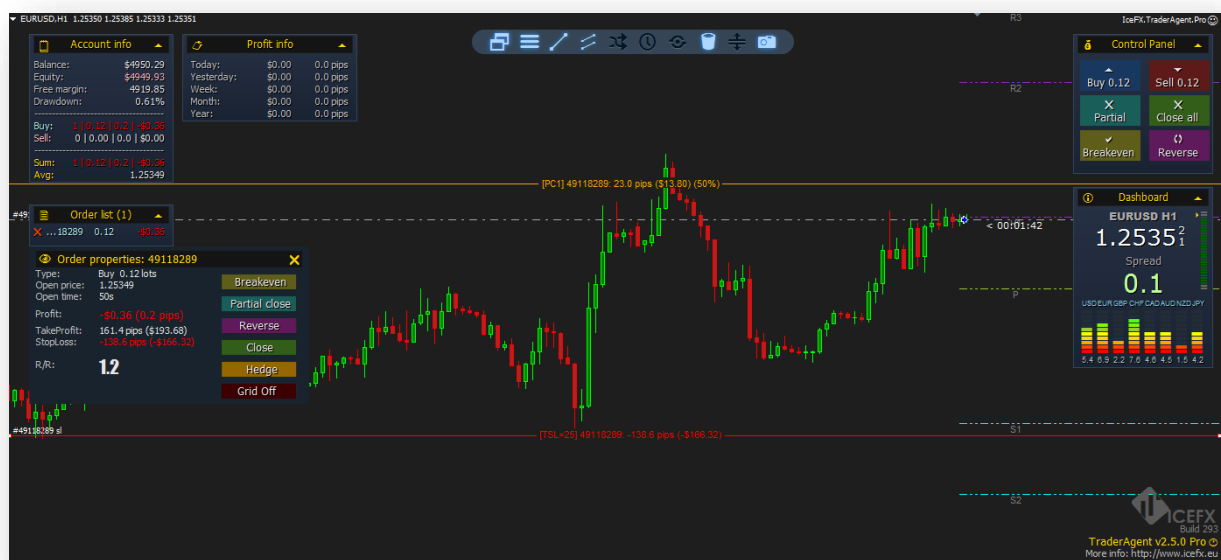 EURUSD,H1 1.25350 1.25385 1.25333 1.25351
R3
IceFX.TraderAgent.Pro
Account info
Balance: $4950.29
Equity: $4949.93
Free margin: 4919.85
Drawdown: 0.61%
Buy: 1 | 0.12 | 0.2 | -$0.36
Sell: 0 | 0.00 | 0.0 | $0.00
Sum: 1 | 0.12 | 0.2 | -$0.36
Avg: 1.25349
Profit info
Today: $0.00 0.0 pips
Yesterday: $0.00 0.0 pips
Week: $0.00 0.0 pips
Month: $0.00 0.0 pips
Year: $0.00 0.0 pips
Control Panel
Buy 0.12 Sell 0.12
Partial Close all
Breakeven Reverse
R2
[PC1] 49118289: 23.0 pips ($13.80) (50%)
#49
Order list (1)
...18289 0.12 -$0.36
< 00:01:42
Order properties: 49118289
Type: Buy 0.12 lots
Open price: 1.25349
Open time: 50s
Profit: -$0.36 (0.2 pips)
TakeProfit: 161.4 pips ($193.68)
StopLoss: -138.6 pips (-$166.32)
R/R: 1.2
Breakeven
Partial close
Reverse
Close
Hedge
Grid Off
Dashboard
EURUSD H1
1.2535 2 1
Spread
0.1
USD EUR GBP CHF CAD AUD NZD JPY
5.4 6.9 2.2 7.6 4.6 4.5 1.5 4.2
P
S1
#49118289 sl
[TSL=25] 49118289: -138.6 pips (-$166.32)
S2
ICEFX
Build 293
TraderAgent v2.5.0 Pro
More info: http://www.icefx.eu